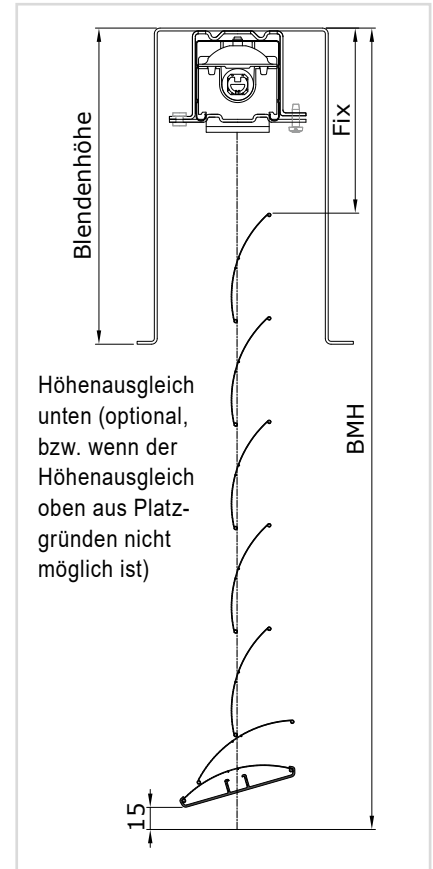 Blendenhöhe
Fix
BMH
Höhenausgleich
unten (optional,
bzw. wenn der
Höhenausgleich
oben aus Platz-
gründen nicht
möglich ist)
15